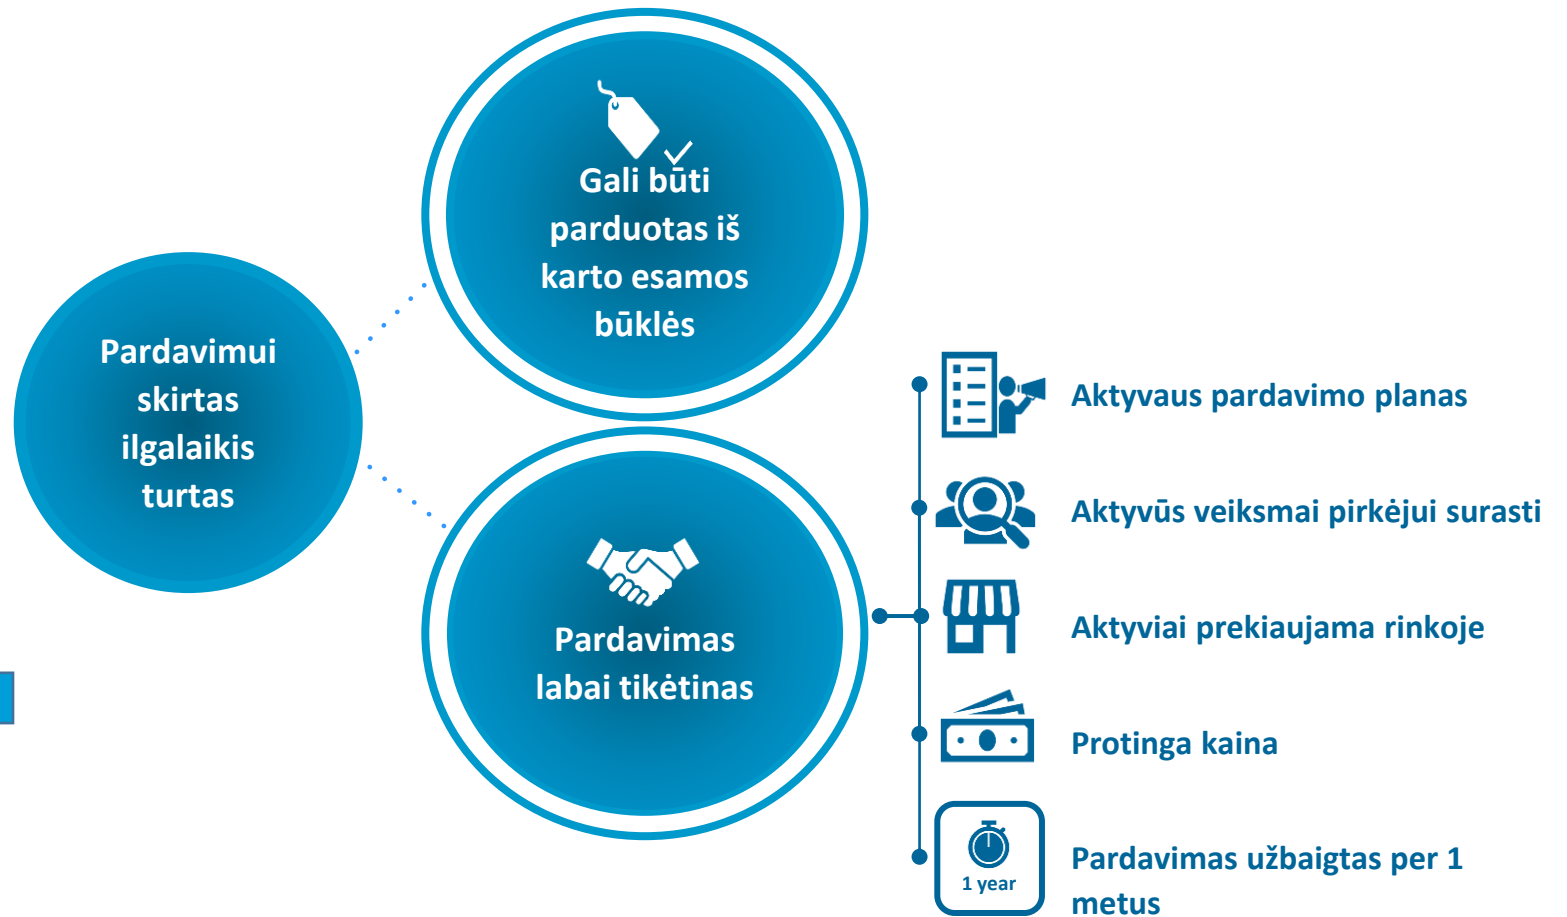 Pardavimui
skirtas
ilgalaikis
turtas
Gali būti
parduotas iš
karto esamos
būklės
Pardavimas
labai tikėtinas
Aktyvaus pardavimo planas
Aktyvūs veiksmai pirkėjui surasti
Aktyviai prekiaujama rinkoje
Protinga kaina
1 year
Pardavimas užbaigtas per 1
metus